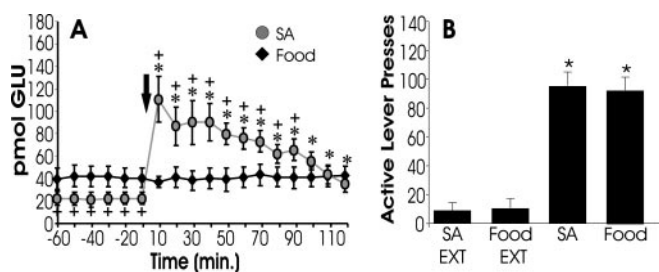 A
SA
Food
pmol GLU
180
160
140
120
100
80
60
40
20
0
+ + + + + + + + +
* * * * * * * * * * * *
+ + + + + +
-60 -40 -20 0 10 30 50 70 90 110
Time (min.)
B
Active Lever Presses
140
120
100
80
60
40
20
0
* *
SA EXT
Food EXT
SA
Food